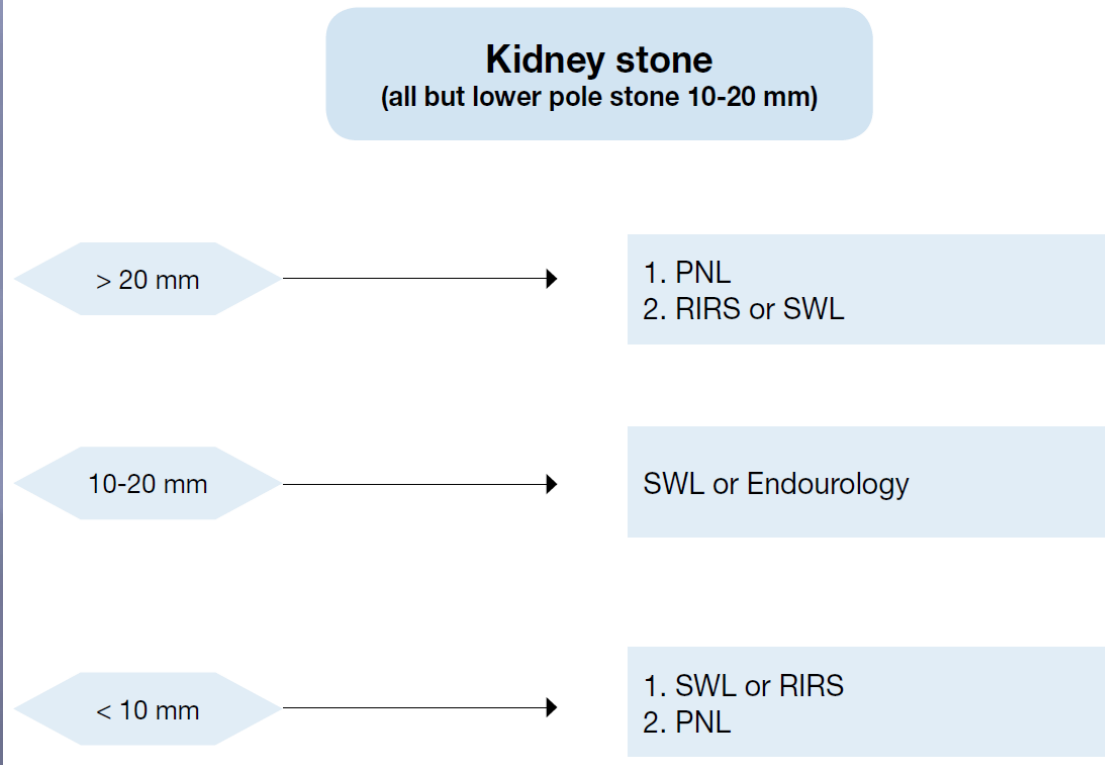 Kidney stone
(all but lower pole stone 10-20 mm)
> 20 mm
1. PNL
2. RIRS or SWL
10-20 mm
SWL or Endourology
< 10 mm
1. SWL or RIRS
2. PNL